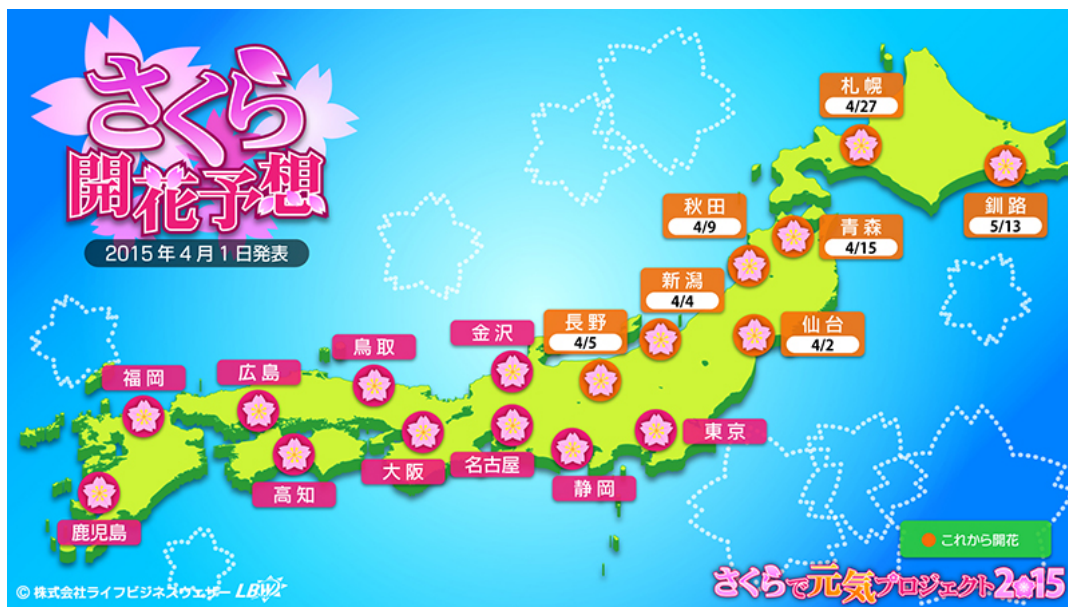 さくら
開花予想
2015年4月1日発表
札幌
4/27
釧路
5/13
秋田
4/9
青森
4/15
新潟
4/4
長野
4/5
仙台
4/2
金沢
鳥取
広島
福岡
東京
名古屋
大阪
静岡
高知
鹿児島
これから開花
さくらで元気プロジェクト2015
© 株式会社ライフビジネスウェザー LBW